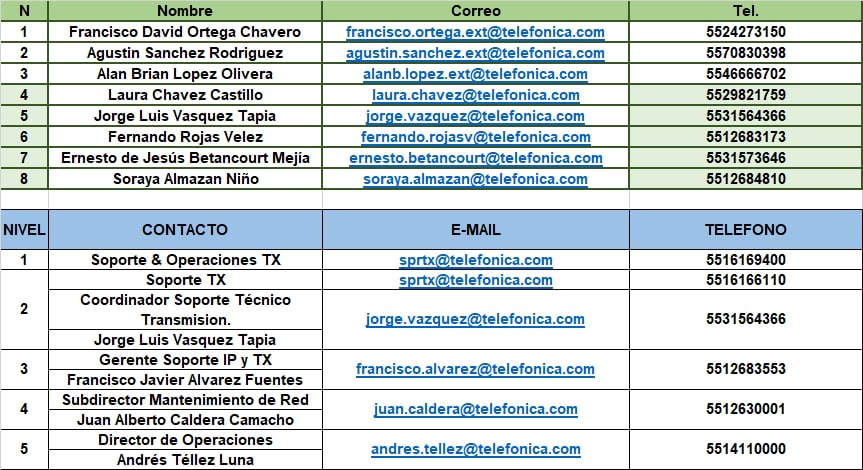 N Nombre Correo Tel.
1 Francisco David Ortega Chavero francisco.ortega.ext@telefonica.com 5524273150
2 Agustin Sanchez Rodriguez agustin.sanchez.ext@telefonica.com 5570830398
3 Alan Brian Lopez Olivera alanb.lopez.ext@telefonica.com 5546666702
4 Laura Chavez Castillo laura.chavez@telefonica.com 5529821759
5 Jorge Luis Vasquez Tapia jorge.vazquez@telefonica.com 5531564366
6 Fernando Rojas Velez fernando.rojasv@telefonica.com 5512683173
7 Ernesto de Jesús Betancourt Mejía ernesto.betancourt@telefonica.com 5531573646
8 Soraya Almazan Niño soraya.almazan@telefonica.com 5512684810
NIVEL CONTACTO E-MAIL TELEFONO
1 Soporte & Operaciones TX sprtx@telefonica.com 5516169400
Soporte TX sprtx@telefonica.com 5516166110
2 Coordinador Soporte Técnico
Transmision. jorge.vazquez@telefonica.com 5531564366
Jorge Luis Vasquez Tapia
Gerente Soporte IP y TX
3 francisco.alvarez@telefonica.com 5512683553
Francisco Javier Alvarez Fuentes
Subdirector Mantenimiento de Red
4 juan.caldera@telefonica.com 5512630001
Juan Alberto Caldera Camacho
Director de Operaciones
5 andres.tellez@telefonica.com 5514110000
Andrés Téllez Luna